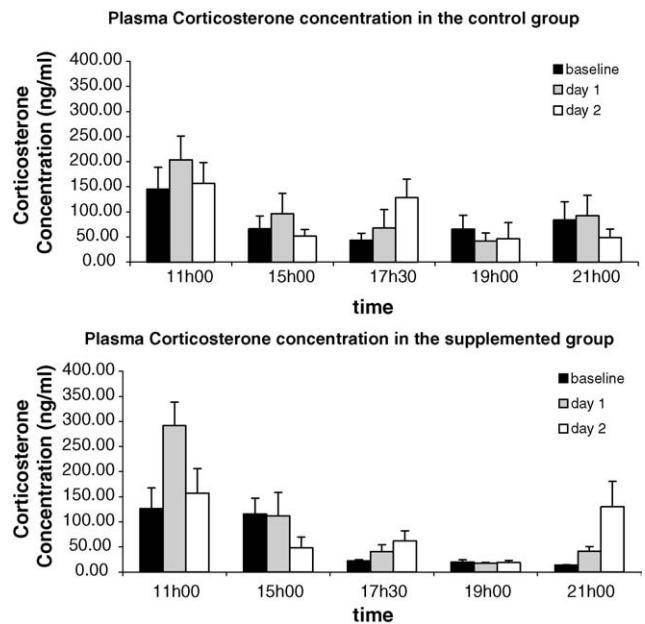 Plasma Corticosterone concentration in the control group
Corticosterone
Concentration (ng/ml)
400.00
350.00
300.00
250.00
200.00
150.00
100.00
50.00
0.00
baseline
day 1
day 2
11h00 15h00 17h30 19h00 21h00
time
Plasma Corticosterone concentration in the supplemented group
Corticosterone
Concentration (ng/ml)
400.00
350.00
300.00
250.00
200.00
150.00
100.00
50.00
0.00
baseline
day 1
day 2
11h00 15h00 17h30 19h00 21h00
time